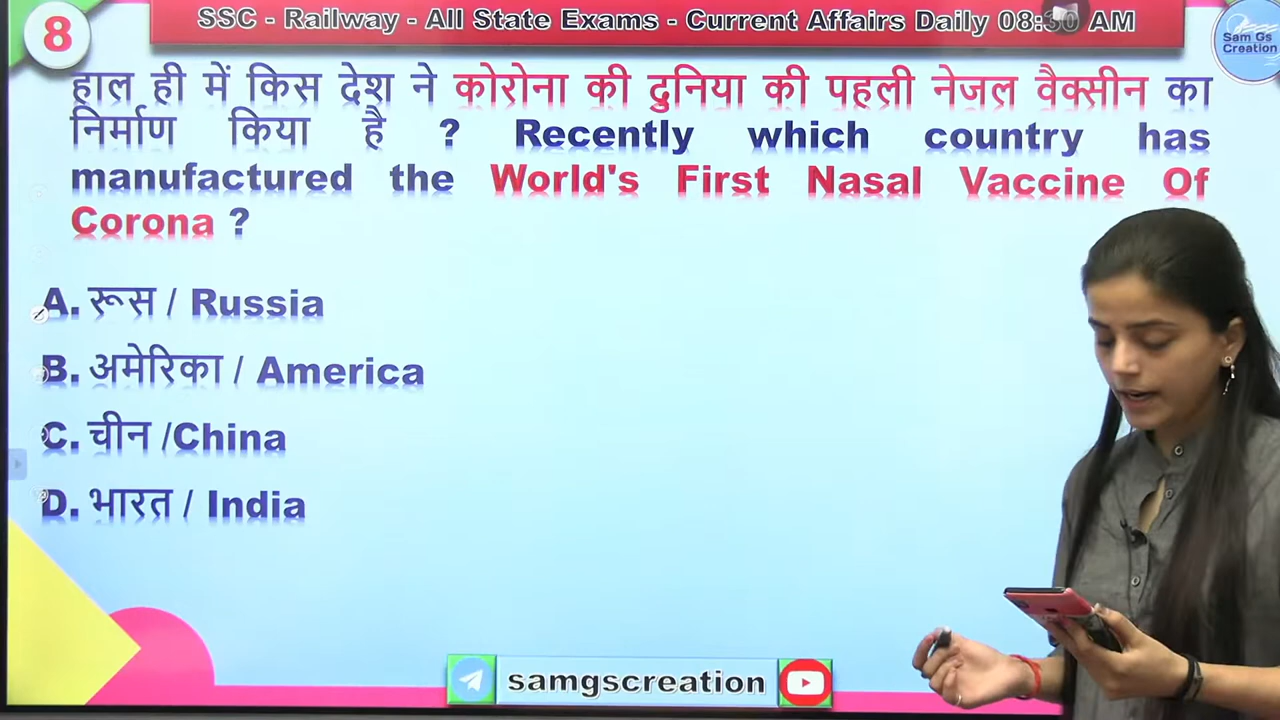 8
SSC - Railway - All State Exams - Current Affairs Daily 08:30 AM
Sam Gs
Creation
हाल ही में किस देश ने कोरोना की दुनिया की पहली नेजल वैक्सीन का
निर्माण किया है ? Recently which country has
manufactured the World's First Nasal Vaccine Of
Corona ?
A. रूस / Russia
B. अमेरिका / America
C. चीन /China
D. भारत / India
samgscreation